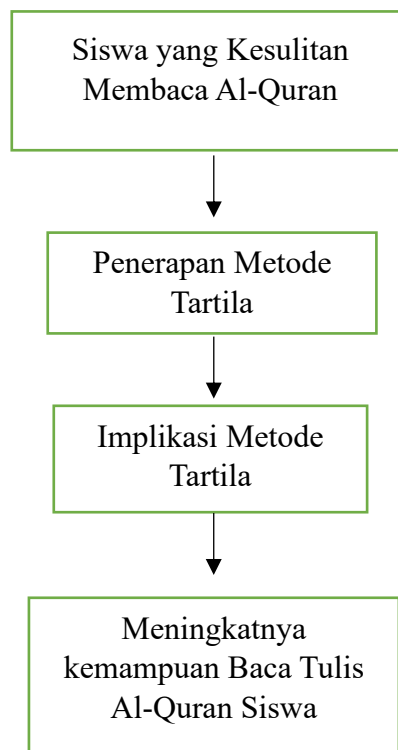 Siswa yang Kesulitan
Membaca Al-Quran
Penerapan Metode
Tartila
Implikasi Metode
Tartila
Meningkatnya
kemampuan Baca Tulis
Al-Quran Siswa